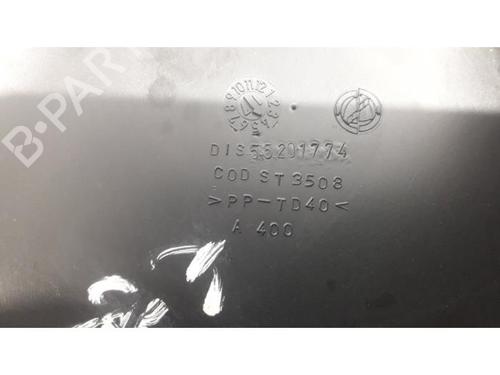 B-PARTS
DIS 55201774
COD ST 3508
>PP-TD40<
A 400